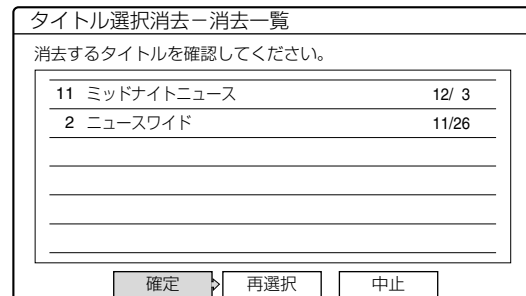 タイトル選択消去−消去一覧
消去するタイトルを確認してください。
11 ミッドナイトニュース 12/ 3
2 ニュースワイド 11/26
確定 再選択 中止